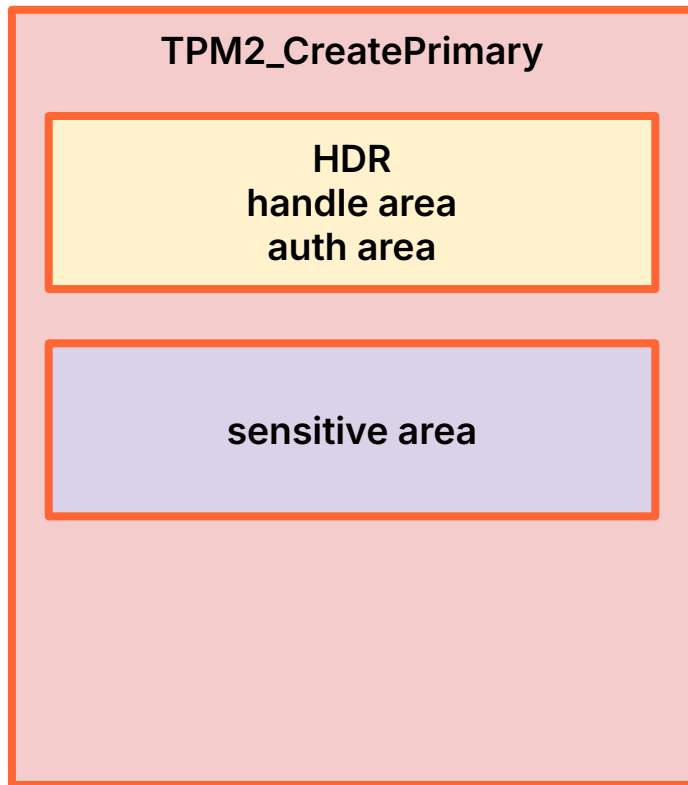 TPM2_CreatePrimary
HDR
handle area
auth area
sensitive area